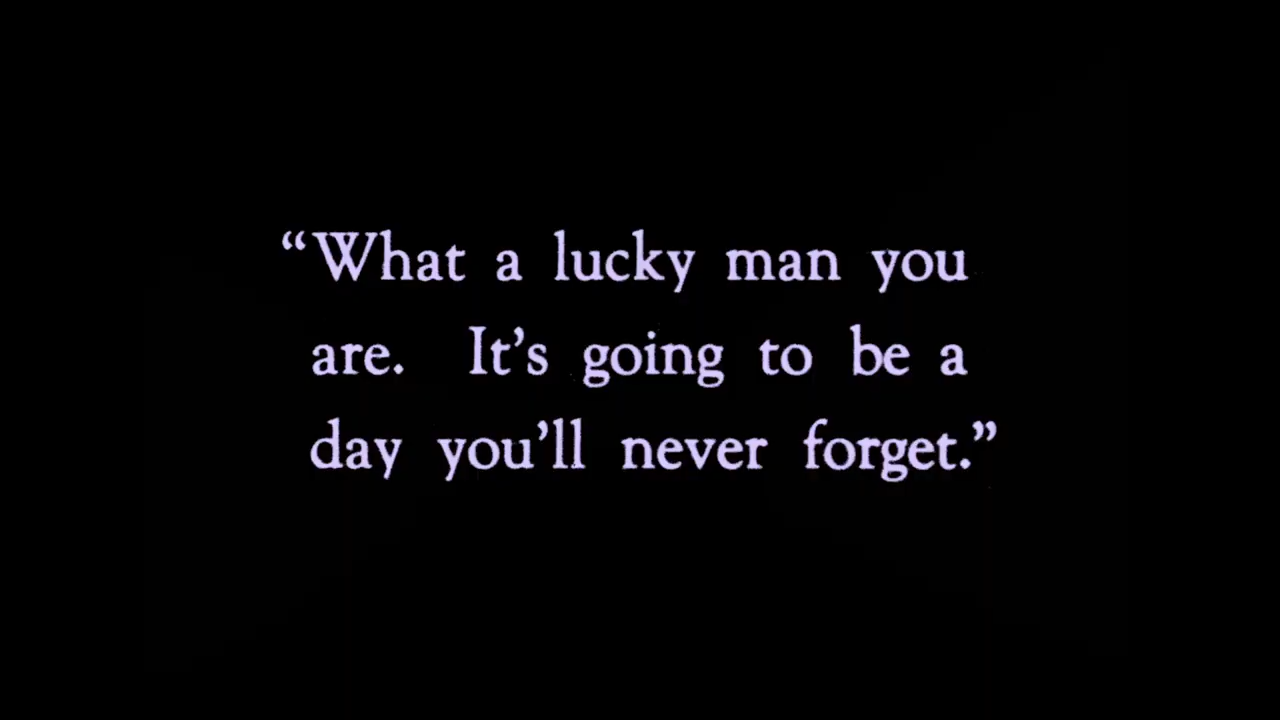 “What a lucky man you
are. It’s going to be a
day you’ll never forget.”